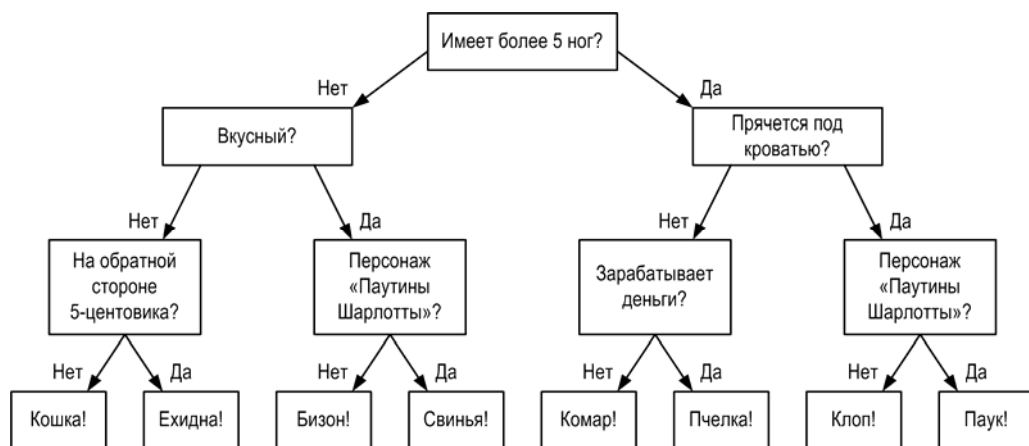 Имеет более 5 ног?
Нет
Да
Вкусный?
Прячется под
кроватью?
Нет
Да
Нет
Да
На обратной
стороне
5-центовика?
Персонаж
«Паутины
Шарлотты»?
Зарабатывает
деньги?
Персонаж
«Паутины
Шарлотты»?
Нет
Да
Нет
Да
Нет
Да
Нет
Да
Кошка!
Ехидна!
Бизон!
Свинья!
Комар!
Пчелка!
Клоп!
Паук!